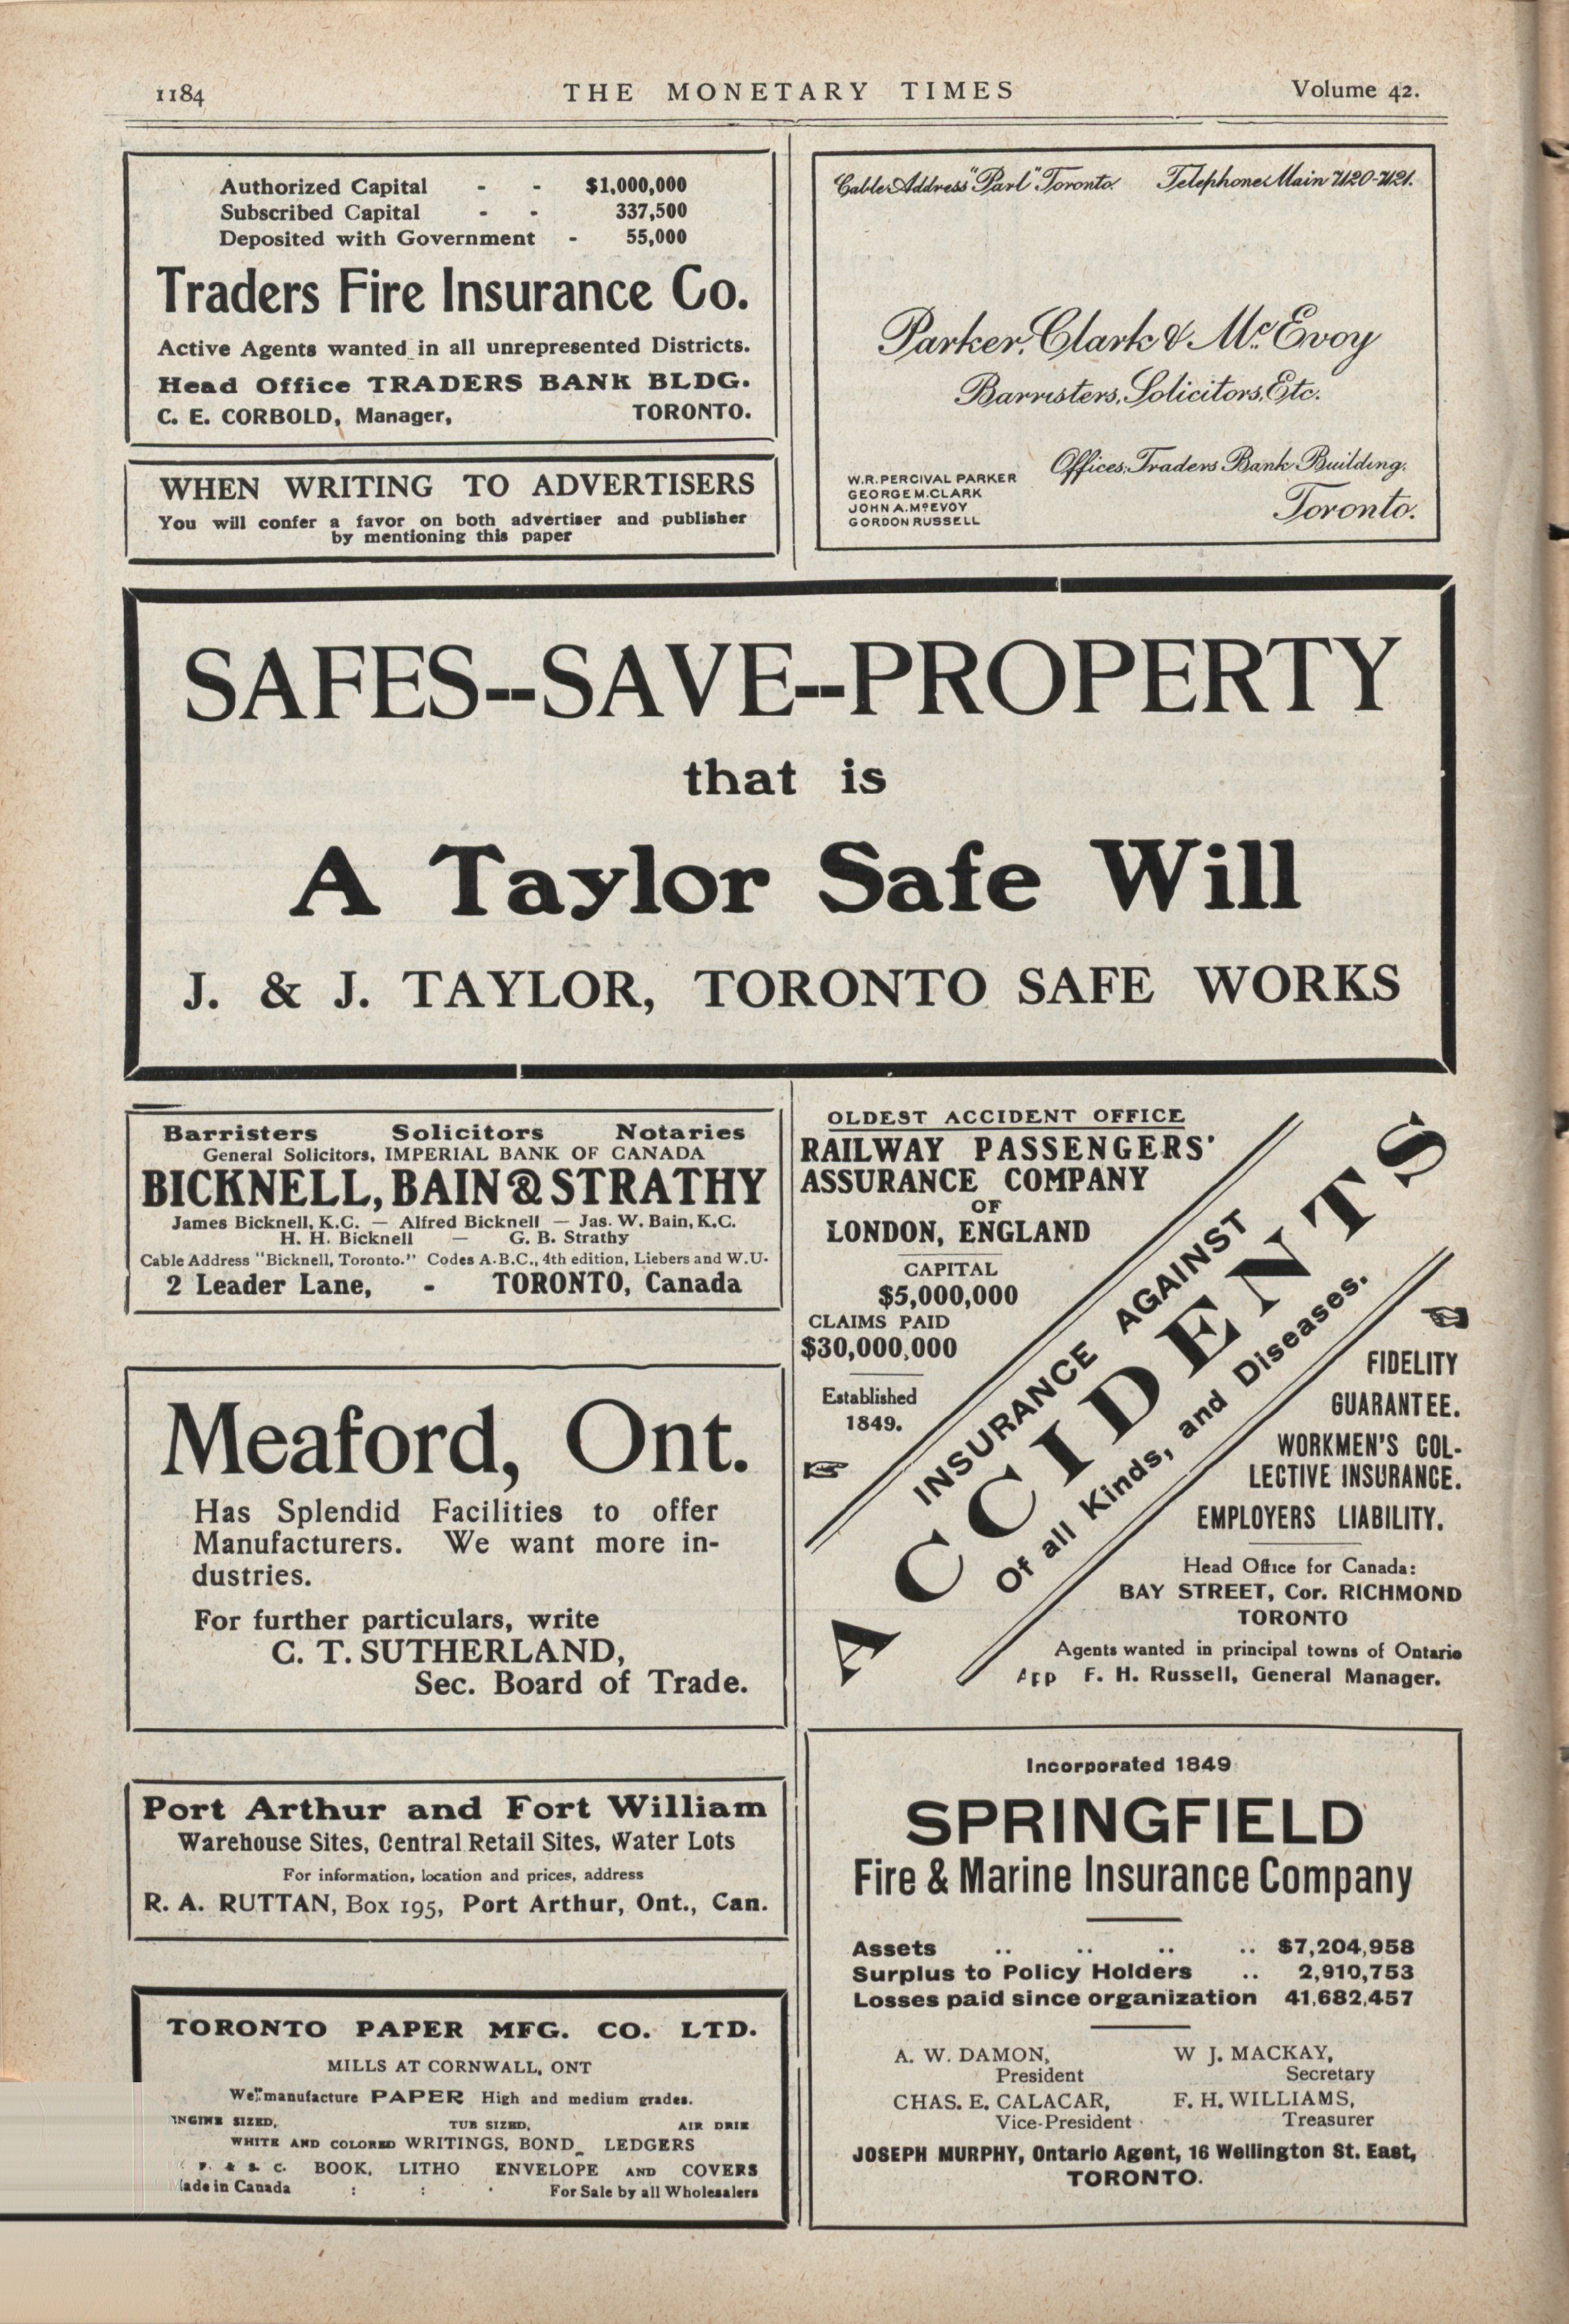 1184
THE MONETARY TIMES
Volume 42.
Authorized Capital - - $1,000,000
Subscribed Capital - - 337,500
Deposited with Government - 55,000
Traders Fire Insurance Co.
Active Agents wanted in all unrepresented Districts.
Head Office TRADERS BANK BLDG.
C. E. CORBOLD, Manager, TORONTO.
WHEN WRITING TO ADVERTISERS
You will confer a favor on both advertiser and publisher
by mentioning this paper
Cable Address "Parl" Toronto. Telephone Main 7120-7121.
Parker, Clark & McEvoy
Barristers, Solicitors, Etc.
Offices, Traders Bank Building,
Toronto.
W.R. PERCIVAL PARKER
GEORGE M. CLARK
JOHN A. McEVOY
GORDON RUSSELL
SAFES--SAVE--PROPERTY
that is
A Taylor Safe Will
J. & J. TAYLOR, TORONTO SAFE WORKS
Barristers Solicitors Notaries
General Solicitors, IMPERIAL BANK OF CANADA
BICKNELL, BAIN & STRATHY
James Bicknell, K.C. — Alfred Bicknell — Jas. W. Bain, K.C.
H. H. Bicknell — G. B. Strathy
Cable Address "Bicknell, Toronto." Codes A.B.C., 4th edition, Liebers and W.U.
2 Leader Lane, - TORONTO, Canada
Meaford, Ont.
Has Splendid Facilities to offer
Manufacturers. We want more in-
dustries.
For further particulars, write
C. T. SUTHERLAND,
Sec. Board of Trade.
Port Arthur and Fort William
Warehouse Sites, Central Retail Sites, Water Lots
For information, location and prices, address
R. A. RUTTAN, Box 195, Port Arthur, Ont., Can.
TORONTO PAPER MFG. CO. LTD.
MILLS AT CORNWALL, ONT
We manufacture PAPER High and medium grades.
NGINE SIZED, TUB SIZED, AIR DRIE
WHITE AND COLORED WRITINGS, BOND, LEDGERS
F. & S. C. BOOK, LITHO ENVELOPE AND COVERS
ade in Canada : : For Sale by all Wholesalers
OLDEST ACCIDENT OFFICE
RAILWAY PASSENGERS'
ASSURANCE COMPANY
OF
LONDON, ENGLAND
CAPITAL
$5,000,000
CLAIMS PAID
$30,000,000
Established
1849.
INSURANCE AGAINST
ACCIDENTS
Of all Kinds, and Diseases.
FIDELITY
GUARANTEE.
WORKMEN'S COL-
LECTIVE INSURANCE.
EMPLOYERS LIABILITY.
Head Office for Canada:
BAY STREET, Cor. RICHMOND
TORONTO
Agents wanted in principal towns of Ontario
F. H. Russell, General Manager.
Incorporated 1849
SPRINGFIELD
Fire & Marine Insurance Company
Assets .. .. .. .. $7,204,958
Surplus to Policy Holders .. 2,910,753
Losses paid since organization 41,682,457
A. W. DAMON, W J. MACKAY,
President Secretary
CHAS. E. CALACAR, F. H. WILLIAMS,
Vice-President Treasurer
JOSEPH MURPHY, Ontario Agent, 16 Wellington St. East,
TORONTO.